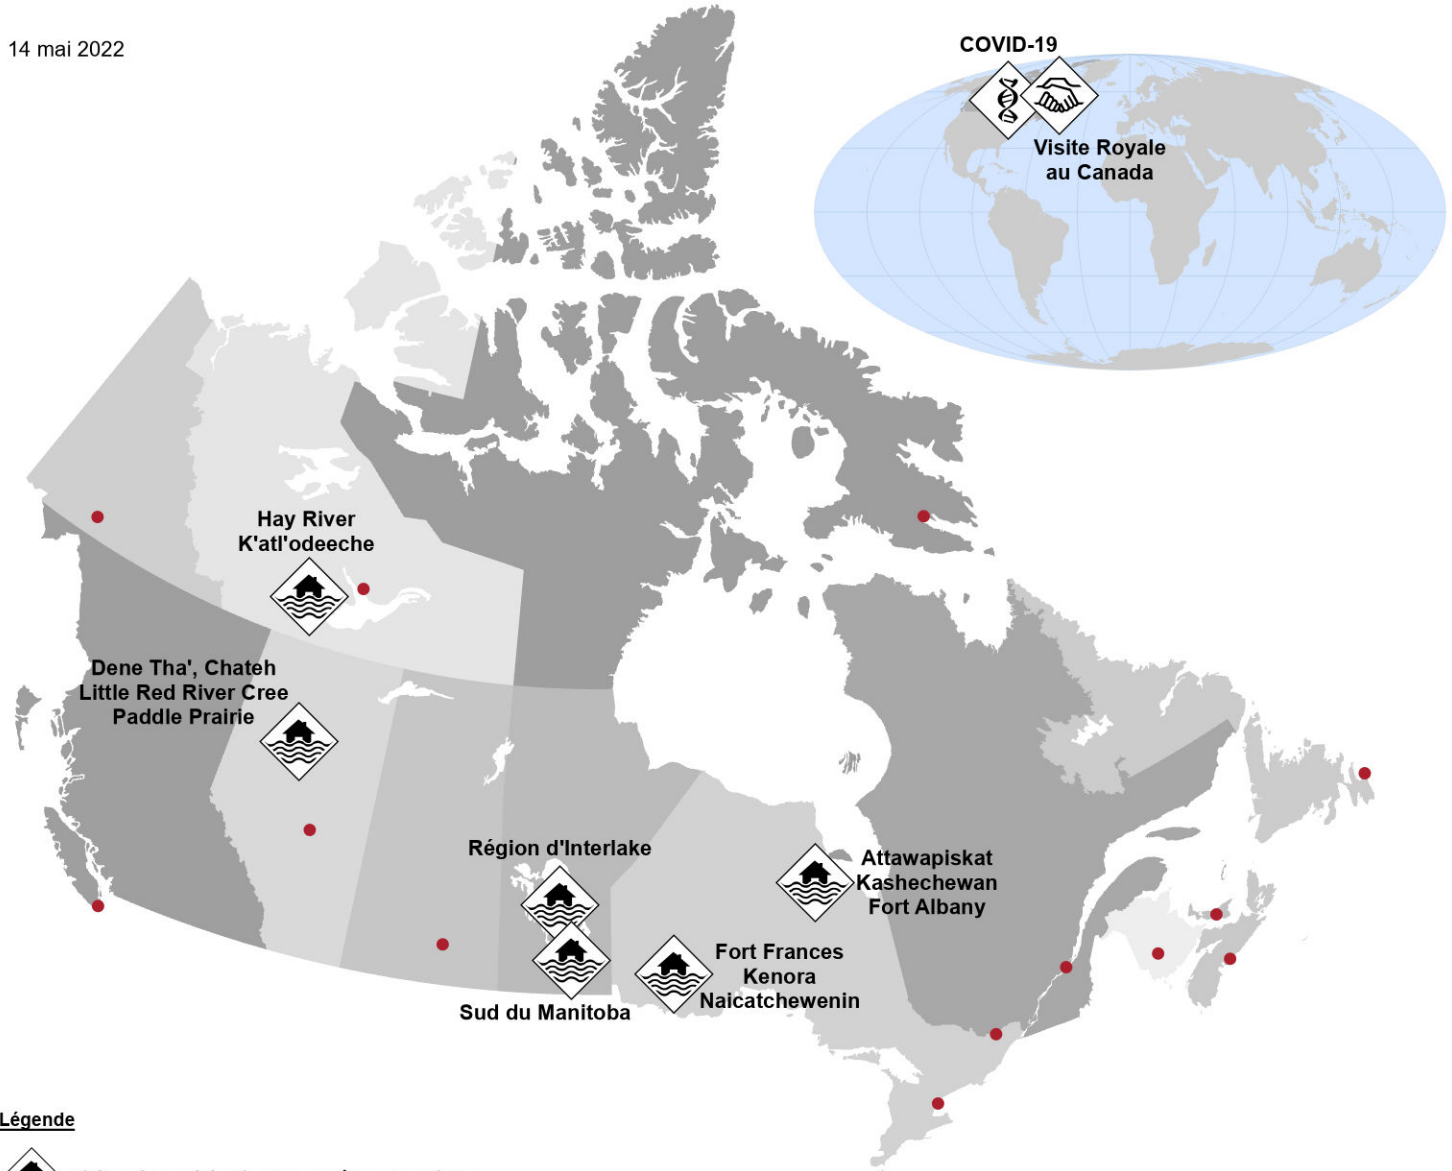 14 mai 2022
COVID-19
Visite Royale
au Canada
Hay River
K'atl'odeeche
Dene Tha', Chateh
Little Red River Cree
Paddle Prairie
Région d'Interlake
Attawapiskat
Kashechewan
Fort Albany
Fort Frances
Kenora
Naicatchewenin
Sud du Manitoba
Légende